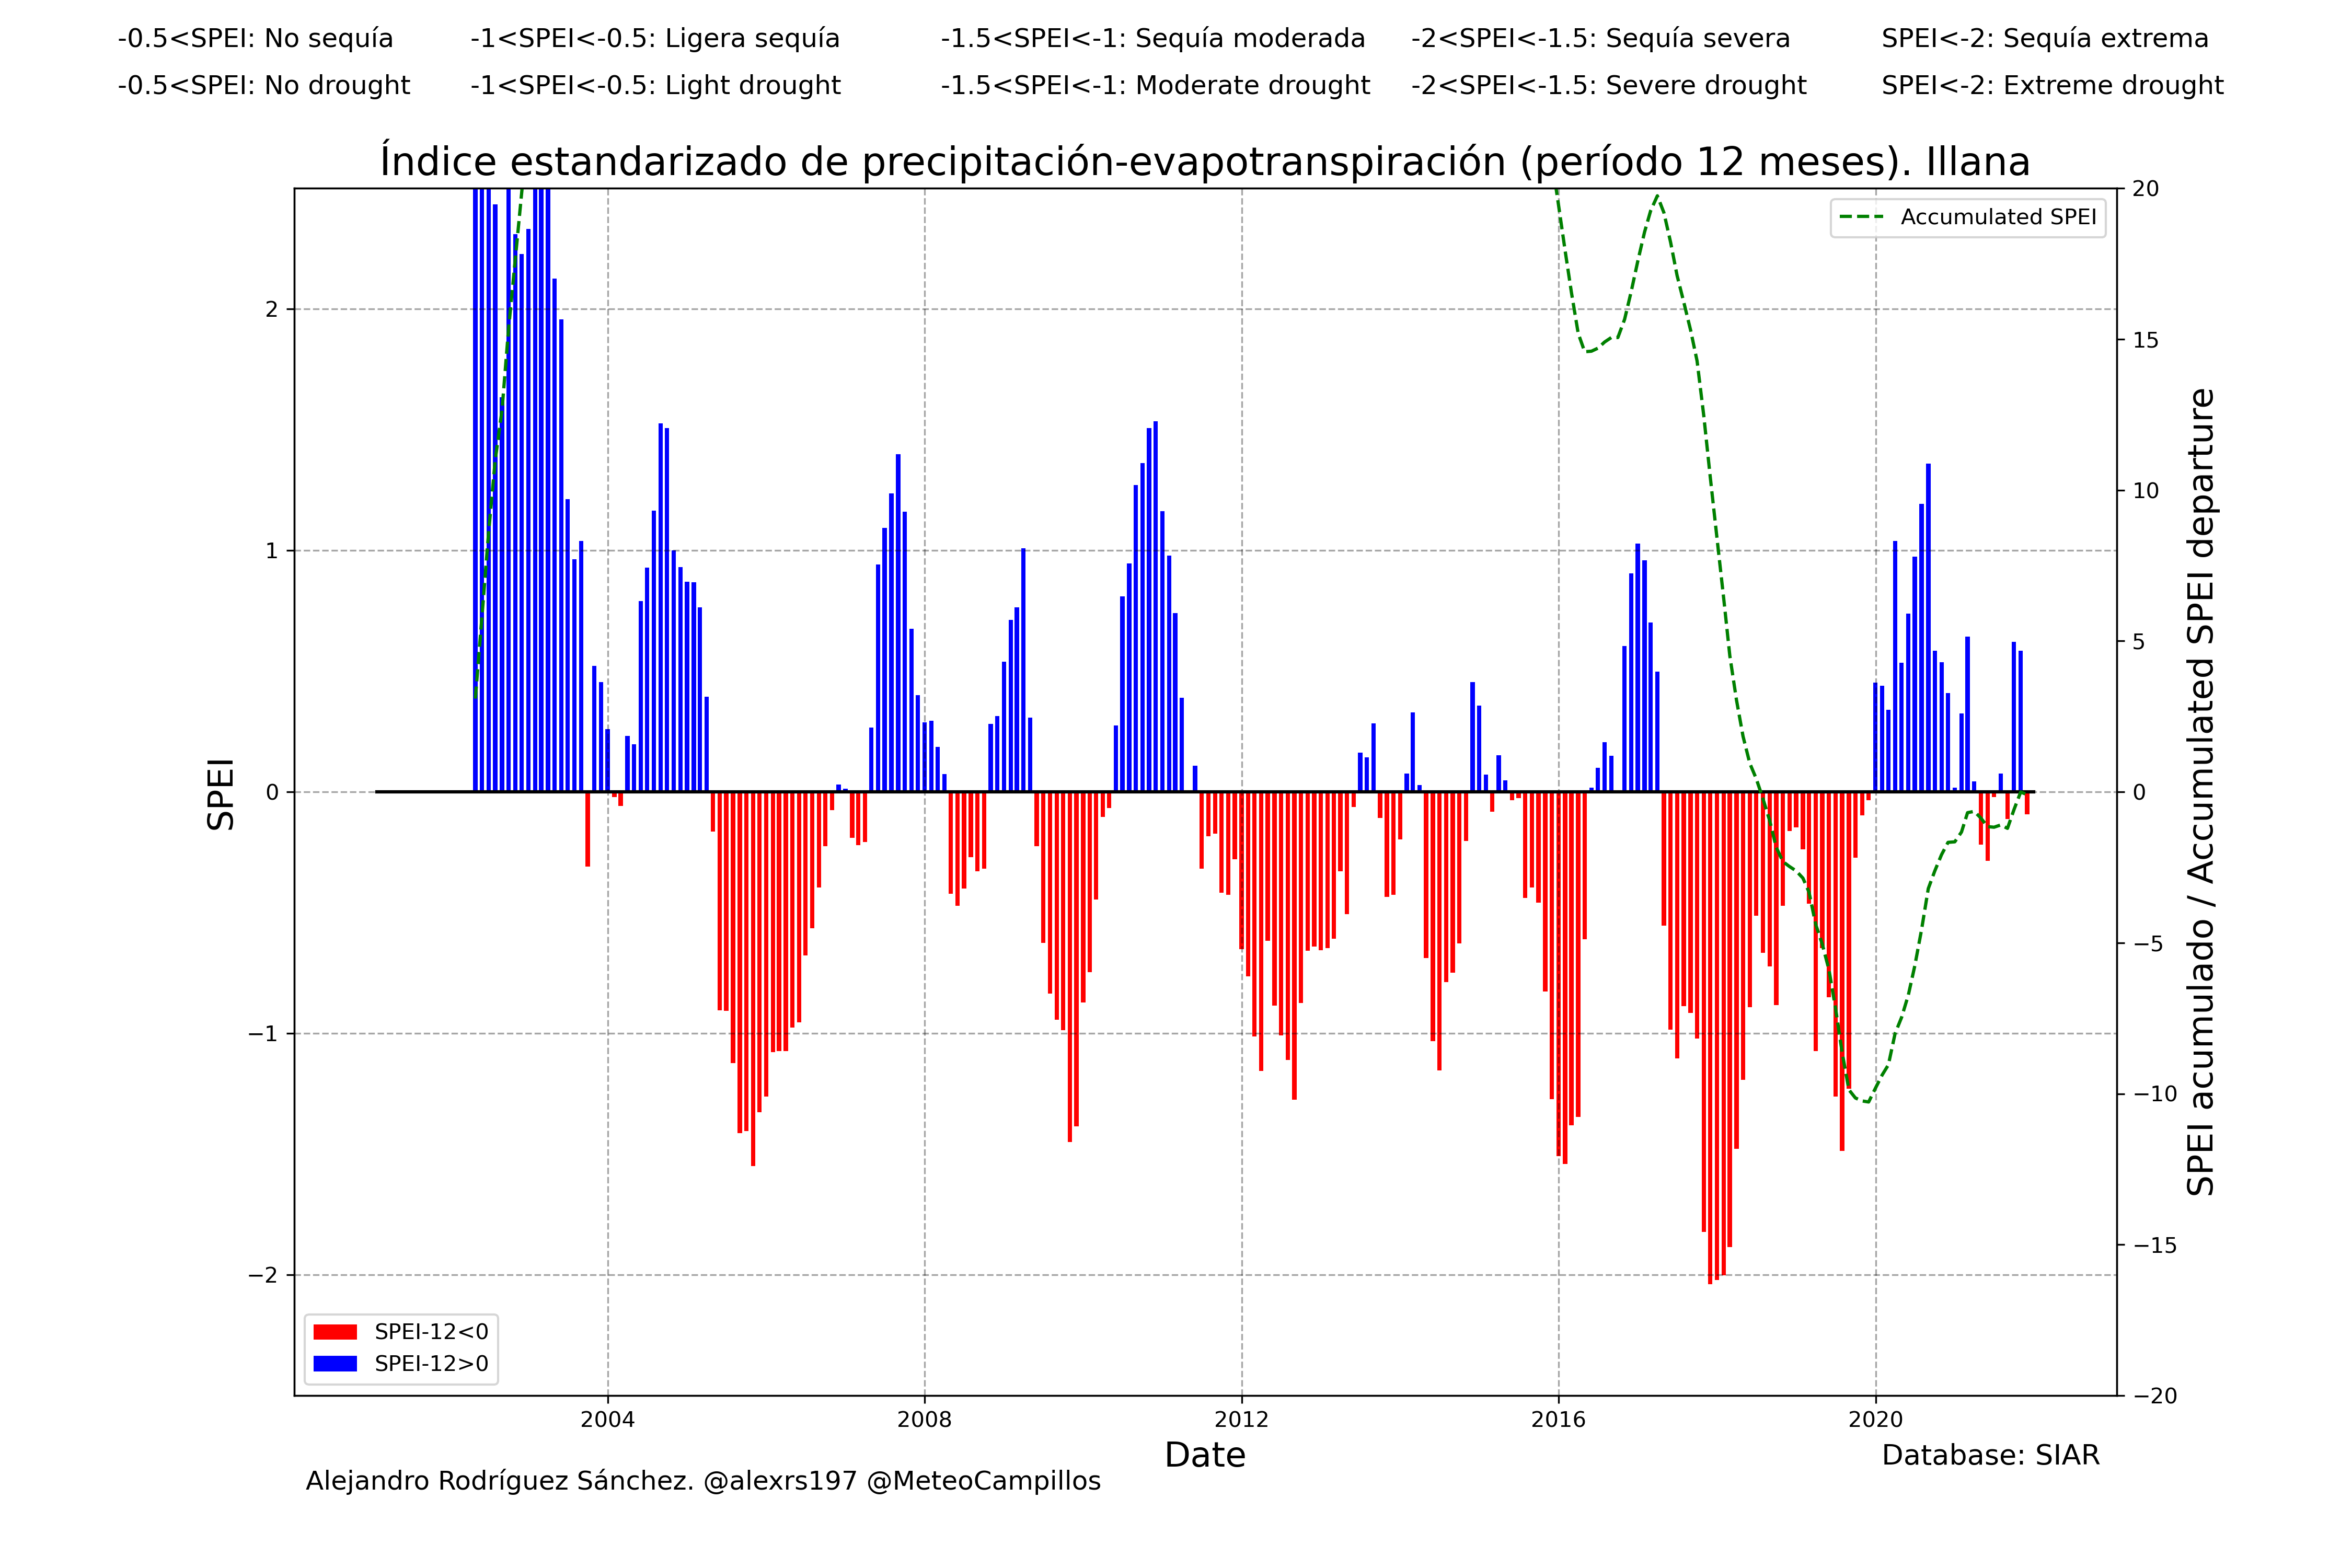 -0.5<SPEI: No sequía -1<SPEI<-0.5: Ligera sequía -1.5<SPEI<-1: Sequía moderada -2<SPEI<-1.5: Sequía severa SPEI<-2: Sequía extrema
-0.5<SPEI: No drought -1<SPEI<-0.5: Light drought -1.5<SPEI<-1: Moderate drought -2<SPEI<-1.5: Severe drought SPEI<-2: Extreme drought
Índice estandarizado de precipitación-evapotranspiración (período 12 meses). Illana
Accumulated SPEI
SPEI
2
1
0
−1
−2
20
15
10
5
0
−5
−10
−15
−20
SPEI acumulado / Accumulated SPEI departure
SPEI-12<0
SPEI-12>0
2004 2008 2012 2016 2020
Date
Database: SIAR
Alejandro Rodríguez Sánchez. @alexrs197 @MeteoCampillos